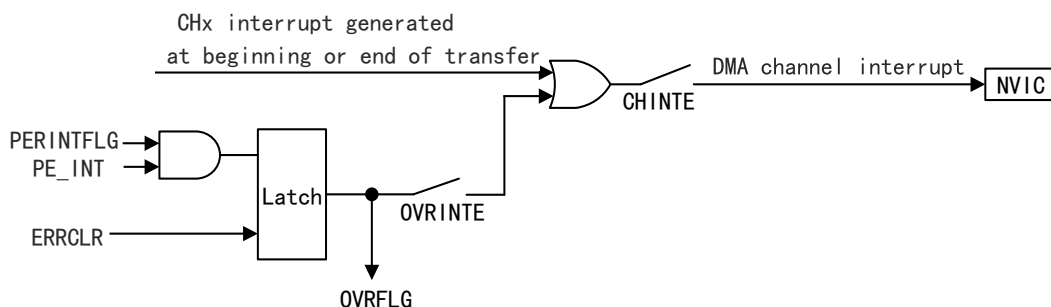 CHx interrupt generated
at beginning or end of transfer
DMA channel interrupt
NVIC
CHINTE
PERINTFLG
PE_INT
Latch
OVRINTE
ERRCLR
OVRFLG